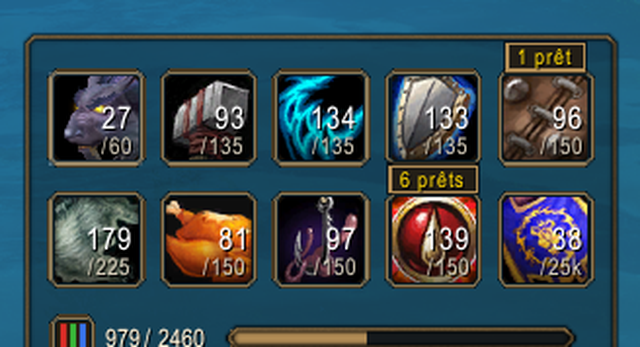 1 prêt
27 93 134 133 96
/60 /135 /135 /135 /150
6 prêts
179 81 97 139 38
/225 /150 /150 /150 /25k
979 / 2460